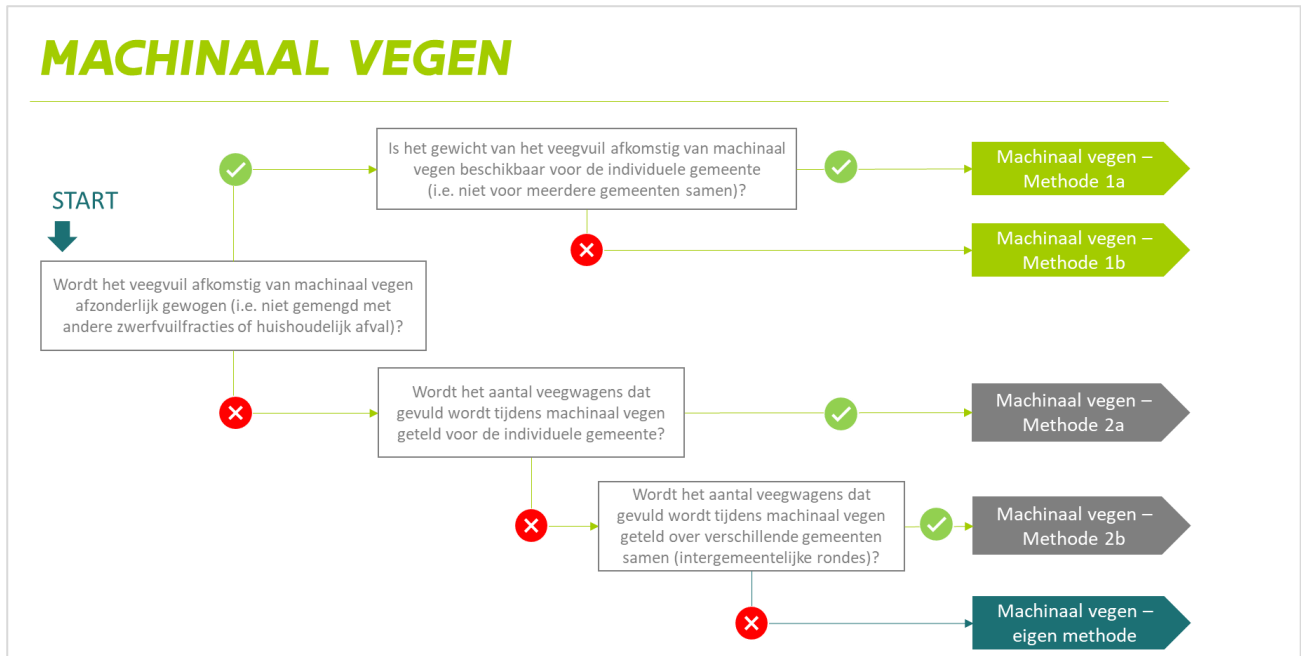 MACHINAAL VEGEN
Is het gewicht van het veegvuil afkomstig van machinaal
vegen beschikbaar voor de individuele gemeente
(i.e. niet voor meerdere gemeenten samen)?
Machinaal vegen –
Methode 1a
START
Machinaal vegen –
Methode 1b
Wordt het veegvuil afkomstig van machinaal vegen
afzonderlijk gewogen (i.e. niet gemengd met
andere zwerfvuilfracties of huishoudelijk afval)?
Wordt het aantal veegwagens dat
gevuld wordt tijdens machinaal vegen
geteld voor de individuele gemeente?
Machinaal vegen –
Methode 2a
Wordt het aantal veegwagens dat
gevuld wordt tijdens machinaal vegen
geteld over verschillende gemeenten
samen (intergemeentelijke rondes)?
Machinaal vegen –
Methode 2b
Machinaal vegen –
eigen methode